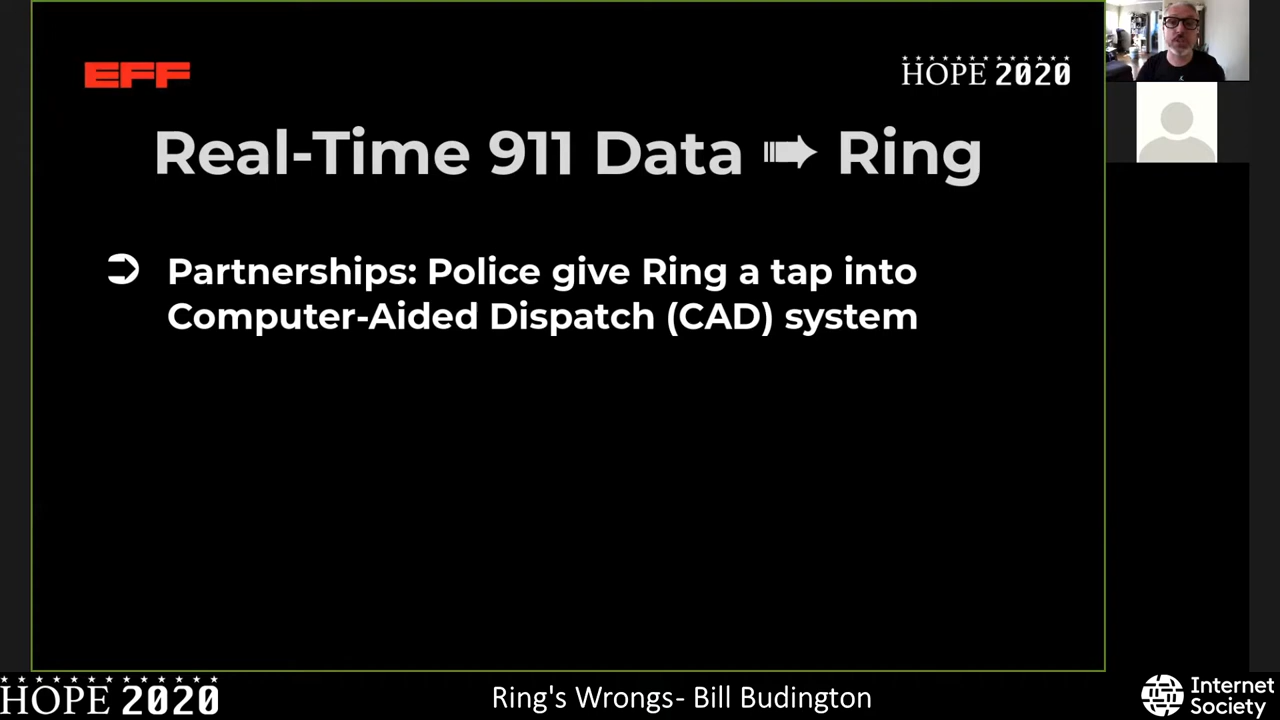 EFF
HOPE 2020
Real-Time 911 Data ➠ Ring
➲ Partnerships: Police give Ring a tap into
Computer-Aided Dispatch (CAD) system
HOPE 2020
Ring's Wrongs- Bill Budington
Internet
Society